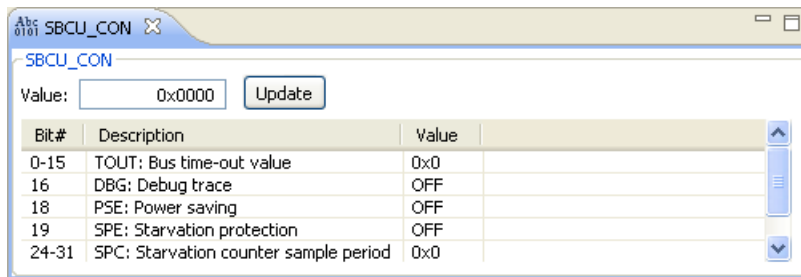 Abc 0101 SBCU_CON
SBCU_CON
Value: 0x0000 Update
Bit# Description Value
0-15 TOUT: Bus time-out value 0x0
16 DBG: Debug trace OFF
18 PSE: Power saving OFF
19 SPE: Starvation protection OFF
24-31 SPC: Starvation counter sample period 0x0